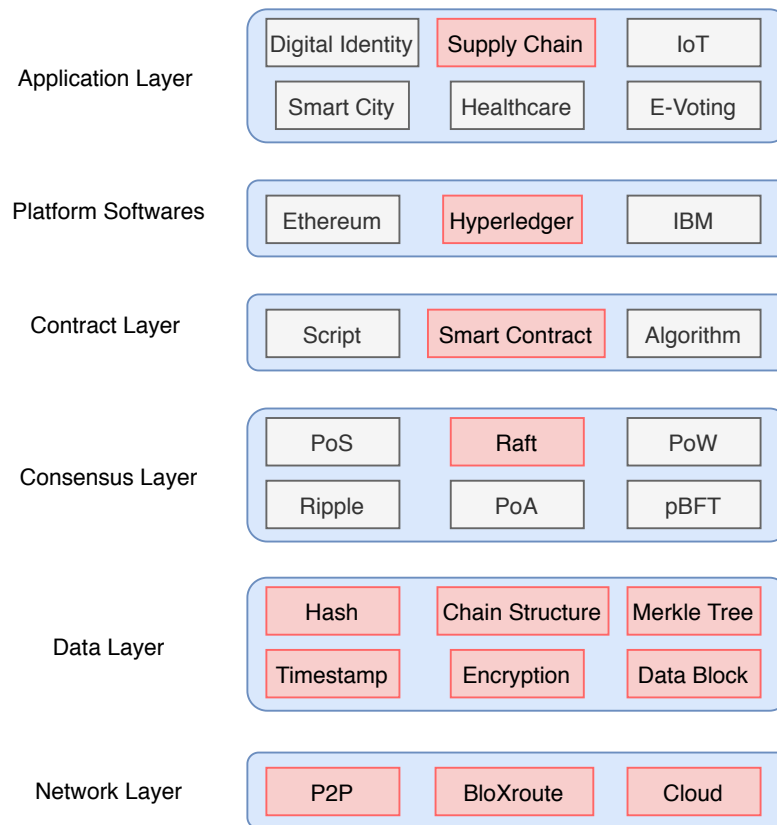 Application Layer
Digital Identity
Supply Chain
IoT
Smart City
Healthcare
E-Voting
Platform Softwares
Ethereum
Hyperledger
IBM
Contract Layer
Script
Smart Contract
Algorithm
Consensus Layer
PoS
Raft
PoW
Ripple
PoA
pBFT
Data Layer
Hash
Chain Structure
Merkle Tree
Timestamp
Encryption
Data Block
Network Layer
P2P
BloXroute
Cloud